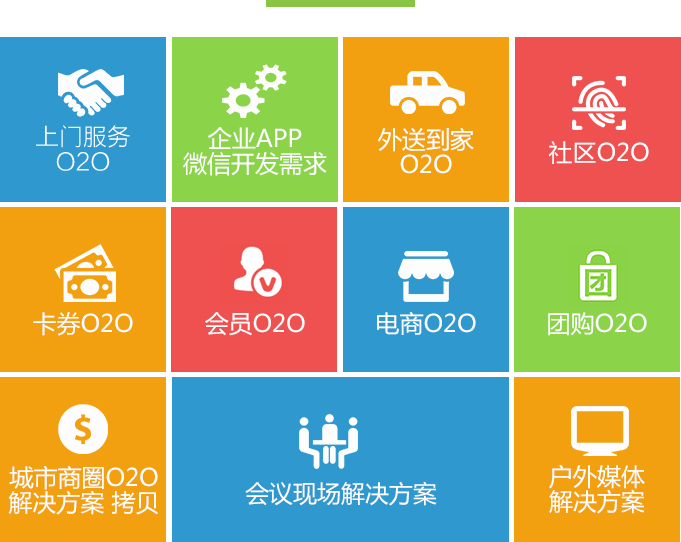 上门服务
O2O
企业APP
微信开发需求
外送到家
O2O
社区O2O
卡券O2O
会员O2O
电商O2O
团
团购O2O
$
城市商圈O2O
解决方案 拷贝
会议现场解决方案
户外媒体
解决方案